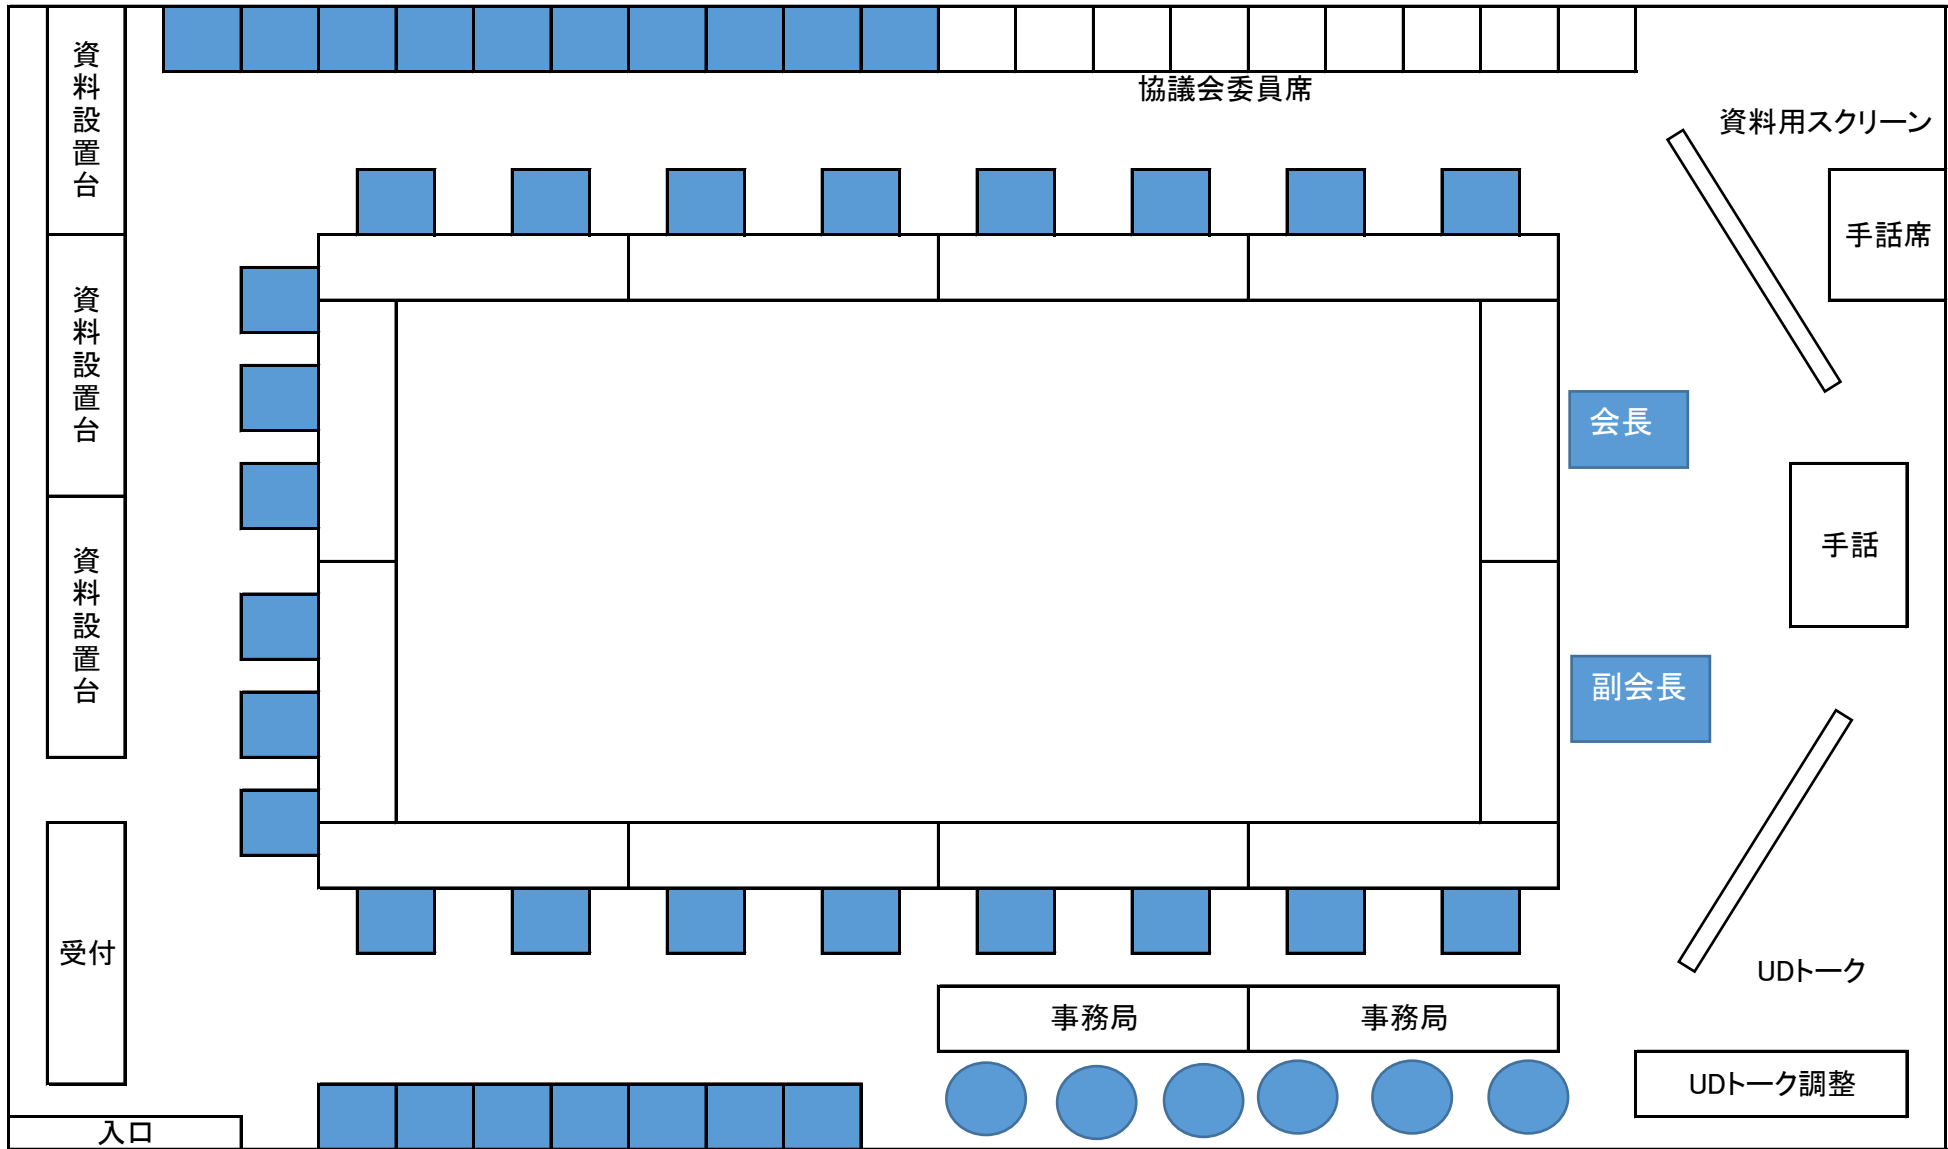 資料設置台
協議会委員席
資料用スクリーン
手話席
資料設置台
会長
手話
資料設置台
副会長
受付
UDトーク
事務局
事務局
UDトーク調整
入口